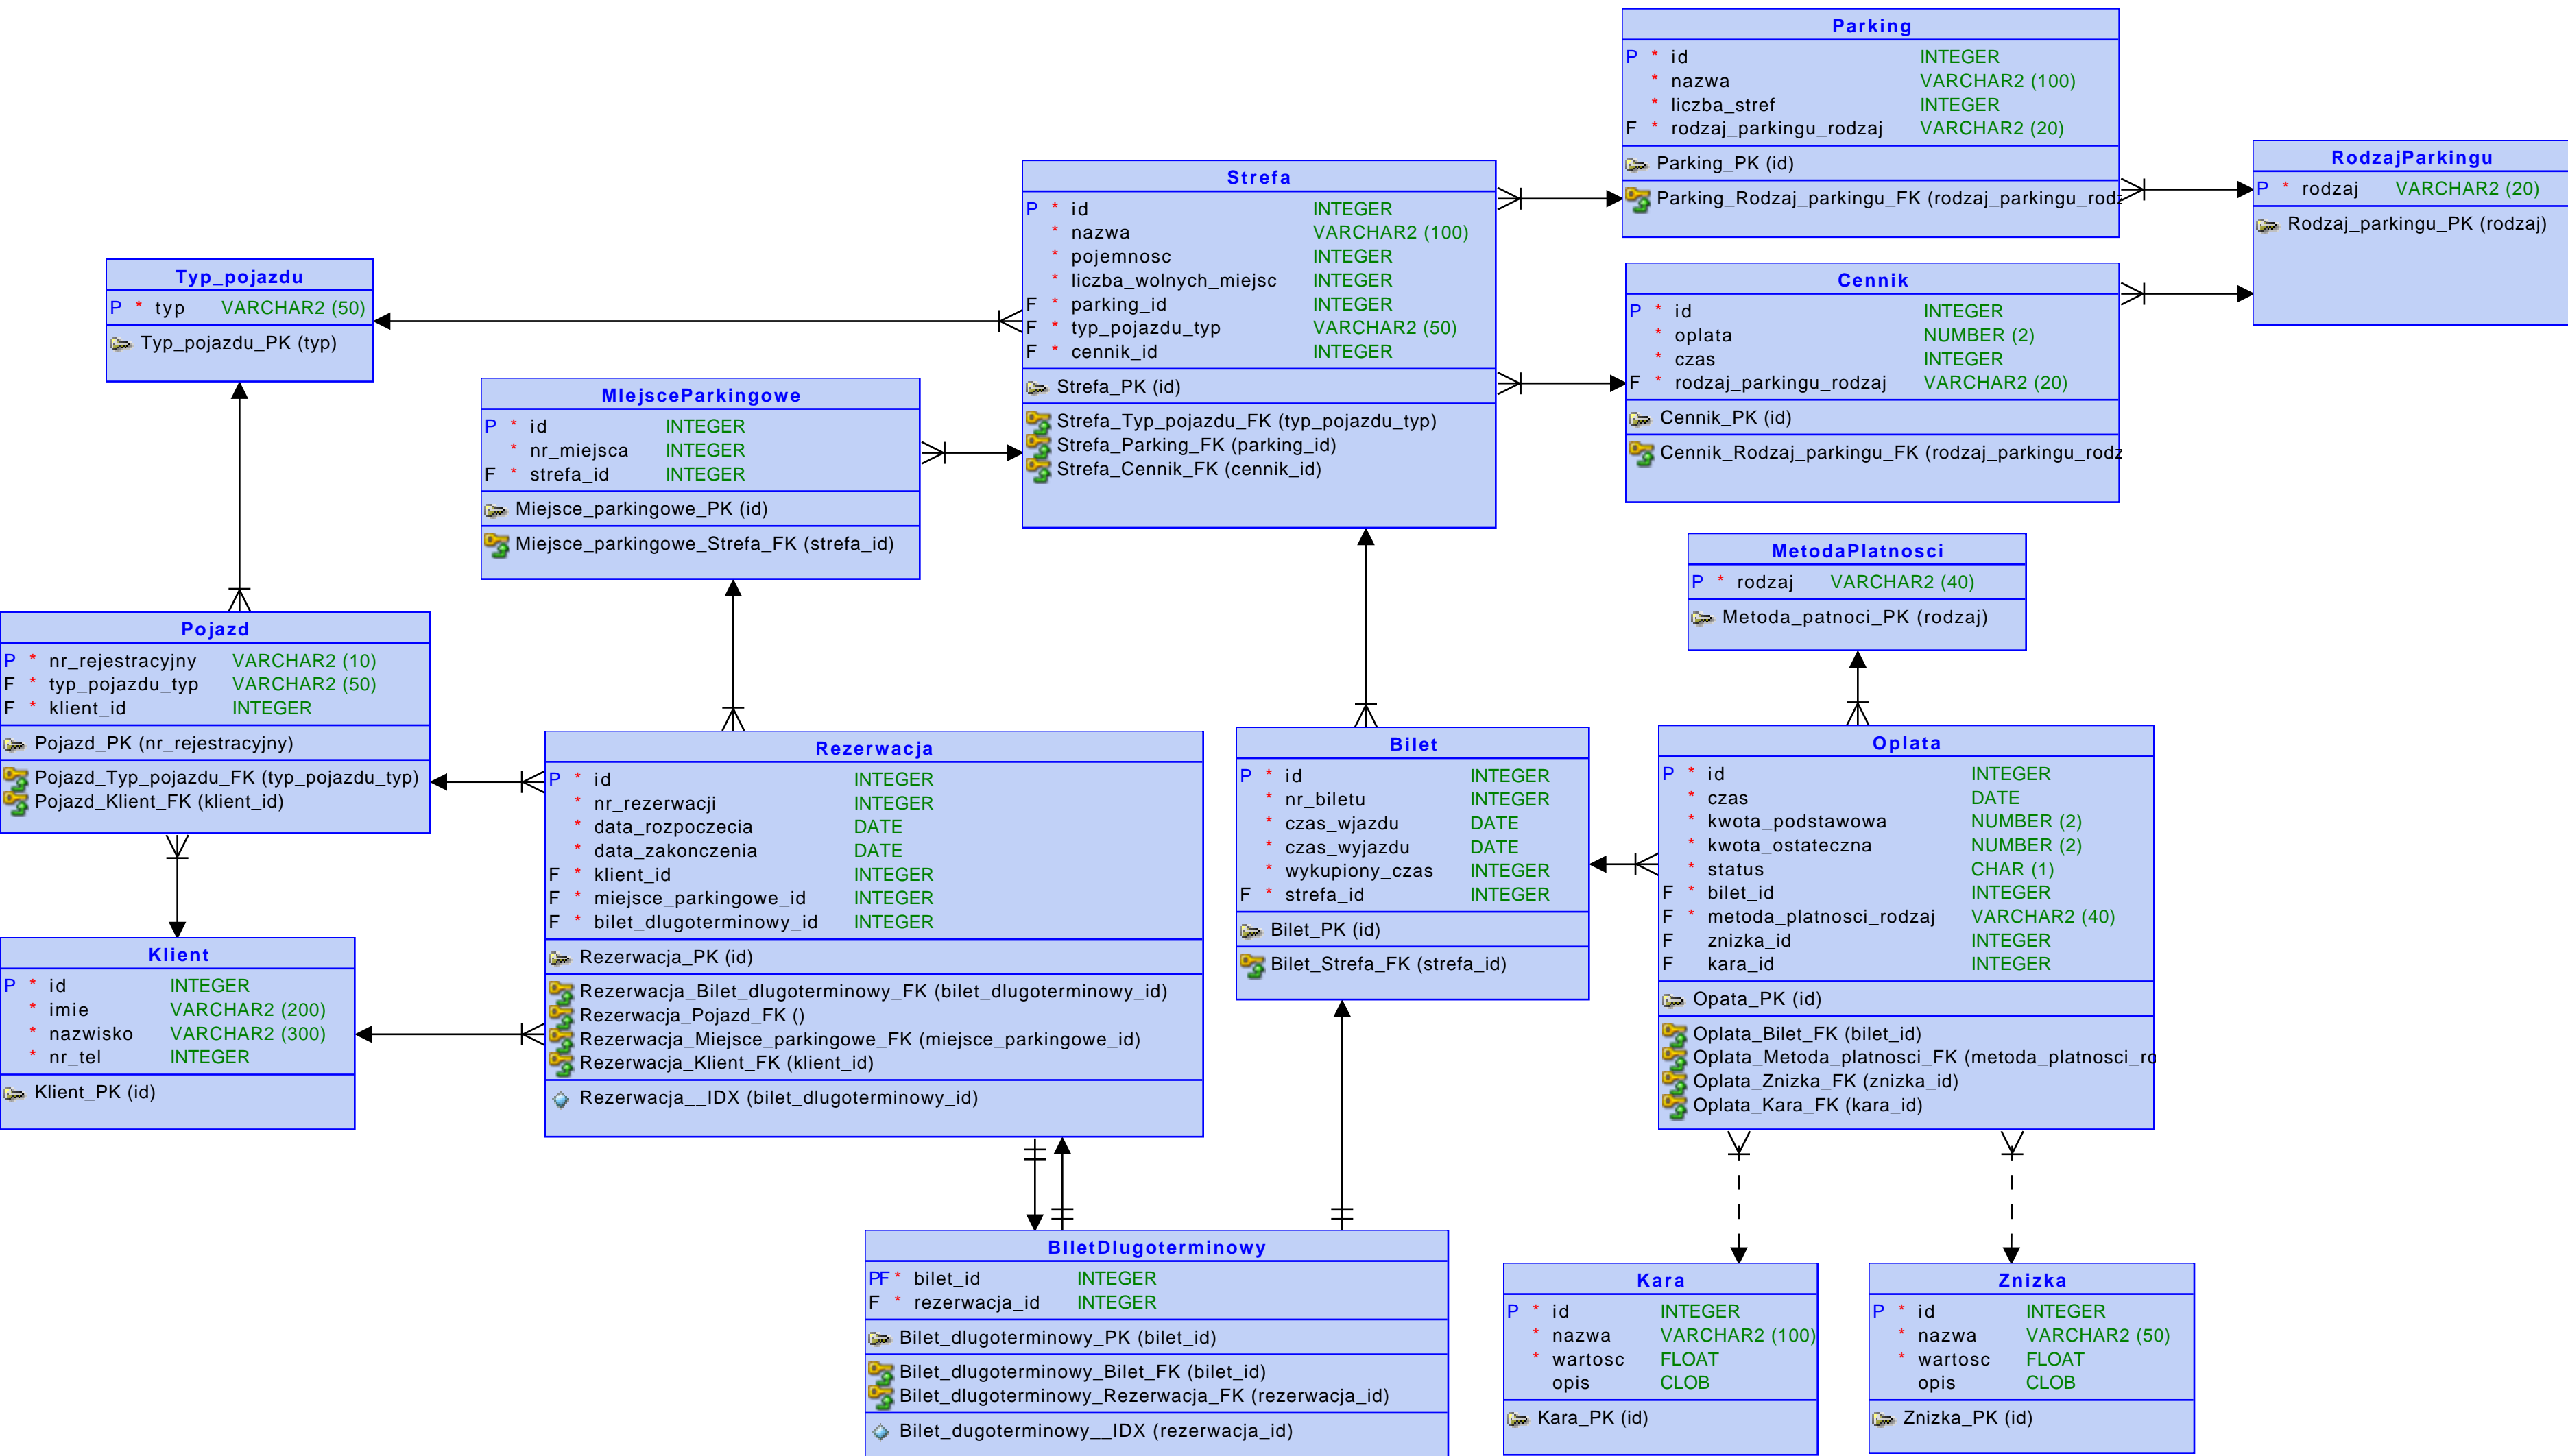 Parking
P * id INTEGER
* nazwa VARCHAR2 (100)
* liczba_stref INTEGER
F * rodzaj_parkingu_rodzaj VARCHAR2 (20)
Parking_PK (id)
Parking_Rodzaj_parkingu_FK (rodzaj_parkingu_rodz
RodzajParkingu
P * rodzaj VARCHAR2 (20)
Rodzaj_parkingu_PK (rodzaj)
Strefa
P * id INTEGER
* nazwa VARCHAR2 (100)
* pojemnosc INTEGER
* liczba_wolnych_miejsc INTEGER
F * parking_id INTEGER
F * typ_pojazdu_typ VARCHAR2 (50)
F * cennik_id INTEGER
Strefa_PK (id)
Strefa_Typ_pojazdu_FK (typ_pojazdu_typ)
Strefa_Parking_FK (parking_id)
Strefa_Cennik_FK (cennik_id)
Typ_pojazdu
P * typ VARCHAR2 (50)
Typ_pojazdu_PK (typ)
Cennik
P * id INTEGER
* oplata NUMBER (2)
* czas INTEGER
F * rodzaj_parkingu_rodzaj VARCHAR2 (20)
Cennik_PK (id)
Cennik_Rodzaj_parkingu_FK (rodzaj_parkingu_rodz
MIejsceParkingowe
P * id INTEGER
* nr_miejsca INTEGER
F * strefa_id INTEGER
Miejsce_parkingowe_PK (id)
Miejsce_parkingowe_Strefa_FK (strefa_id)
MetodaPlatnosci
P * rodzaj VARCHAR2 (40)
Metoda_patnoci_PK (rodzaj)
Pojazd
P * nr_rejestracyjny VARCHAR2 (10)
F * typ_pojazdu_typ VARCHAR2 (50)
F * klient_id INTEGER
Pojazd_PK (nr_rejestracyjny)
Pojazd_Typ_pojazdu_FK (typ_pojazdu_typ)
Pojazd_Klient_FK (klient_id)
Rezerwacja
P * id INTEGER
* nr_rezerwacji INTEGER
* data_rozpoczecia DATE
* data_zakonczenia DATE
F * klient_id INTEGER
F * miejsce_parkingowe_id INTEGER
F * bilet_dlugoterminowy_id INTEGER
Rezerwacja_PK (id)
Rezerwacja_Bilet_dlugoterminowy_FK (bilet_dlugoterminowy_id)
Rezerwacja_Pojazd_FK ()
Rezerwacja_Miejsce_parkingowe_FK (miejsce_parkingowe_id)
Rezerwacja_Klient_FK (klient_id)
Rezerwacja__IDX (bilet_dlugoterminowy_id)
Bilet
P * id INTEGER
* nr_biletu INTEGER
* czas_wjazdu DATE
* czas_wyjazdu DATE
* wykupiony_czas INTEGER
F * strefa_id INTEGER
Bilet_PK (id)
Bilet_Strefa_FK (strefa_id)
Oplata
P * id INTEGER
* czas DATE
* kwota_podstawowa NUMBER (2)
* kwota_ostateczna NUMBER (2)
* status CHAR (1)
F * bilet_id INTEGER
F * metoda_platnosci_rodzaj VARCHAR2 (40)
F znizka_id INTEGER
F kara_id INTEGER
Opata_PK (id)
Oplata_Bilet_FK (bilet_id)
Oplata_Metoda_platnosci_FK (metoda_platnosci_ro
Oplata_Znizka_FK (znizka_id)
Oplata_Kara_FK (kara_id)
Klient
P * id INTEGER
* imie VARCHAR2 (200)
* nazwisko VARCHAR2 (300)
* nr_tel INTEGER
Klient_PK (id)
BIletDlugoterminowy
PF * bilet_id INTEGER
F * rezerwacja_id INTEGER
Bilet_dlugoterminowy_PK (bilet_id)
Bilet_dlugoterminowy_Bilet_FK (bilet_id)
Bilet_dlugoterminowy_Rezerwacja_FK (rezerwacja_id)
Bilet_dugoterminowy__IDX (rezerwacja_id)
Kara
P * id INTEGER
* nazwa VARCHAR2 (100)
* wartosc FLOAT
opis CLOB
Kara_PK (id)
Znizka
P * id INTEGER
* nazwa VARCHAR2 (50)
* wartosc FLOAT
opis CLOB
Znizka_PK (id)